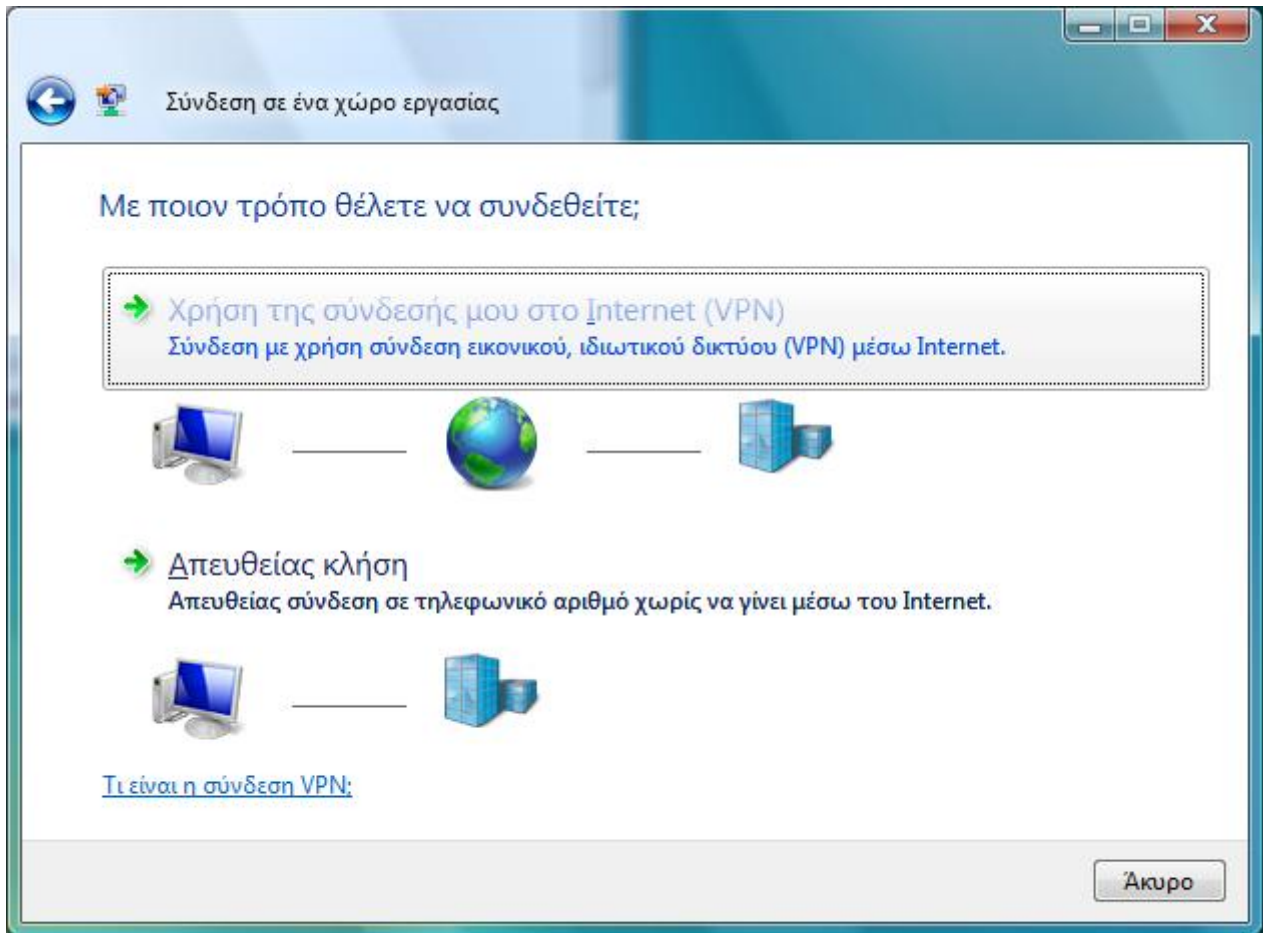 Σύνδεση σε ένα χώρο εργασίας
Με ποιον τρόπο θέλετε να συνδεθείτε;
Χρήση της σύνδεσής μου στο Internet (VPN)
Σύνδεση με χρήση σύνδεση εικονικού, ιδιωτικού δικτύου (VPN) μέσω Internet.
Απευθείας κλήση
Απευθείας σύνδεση σε τηλεφωνικό αριθμό χωρίς να γίνει μέσω του Internet.
Τι είναι η σύνδεση VPN;
Άκυρο